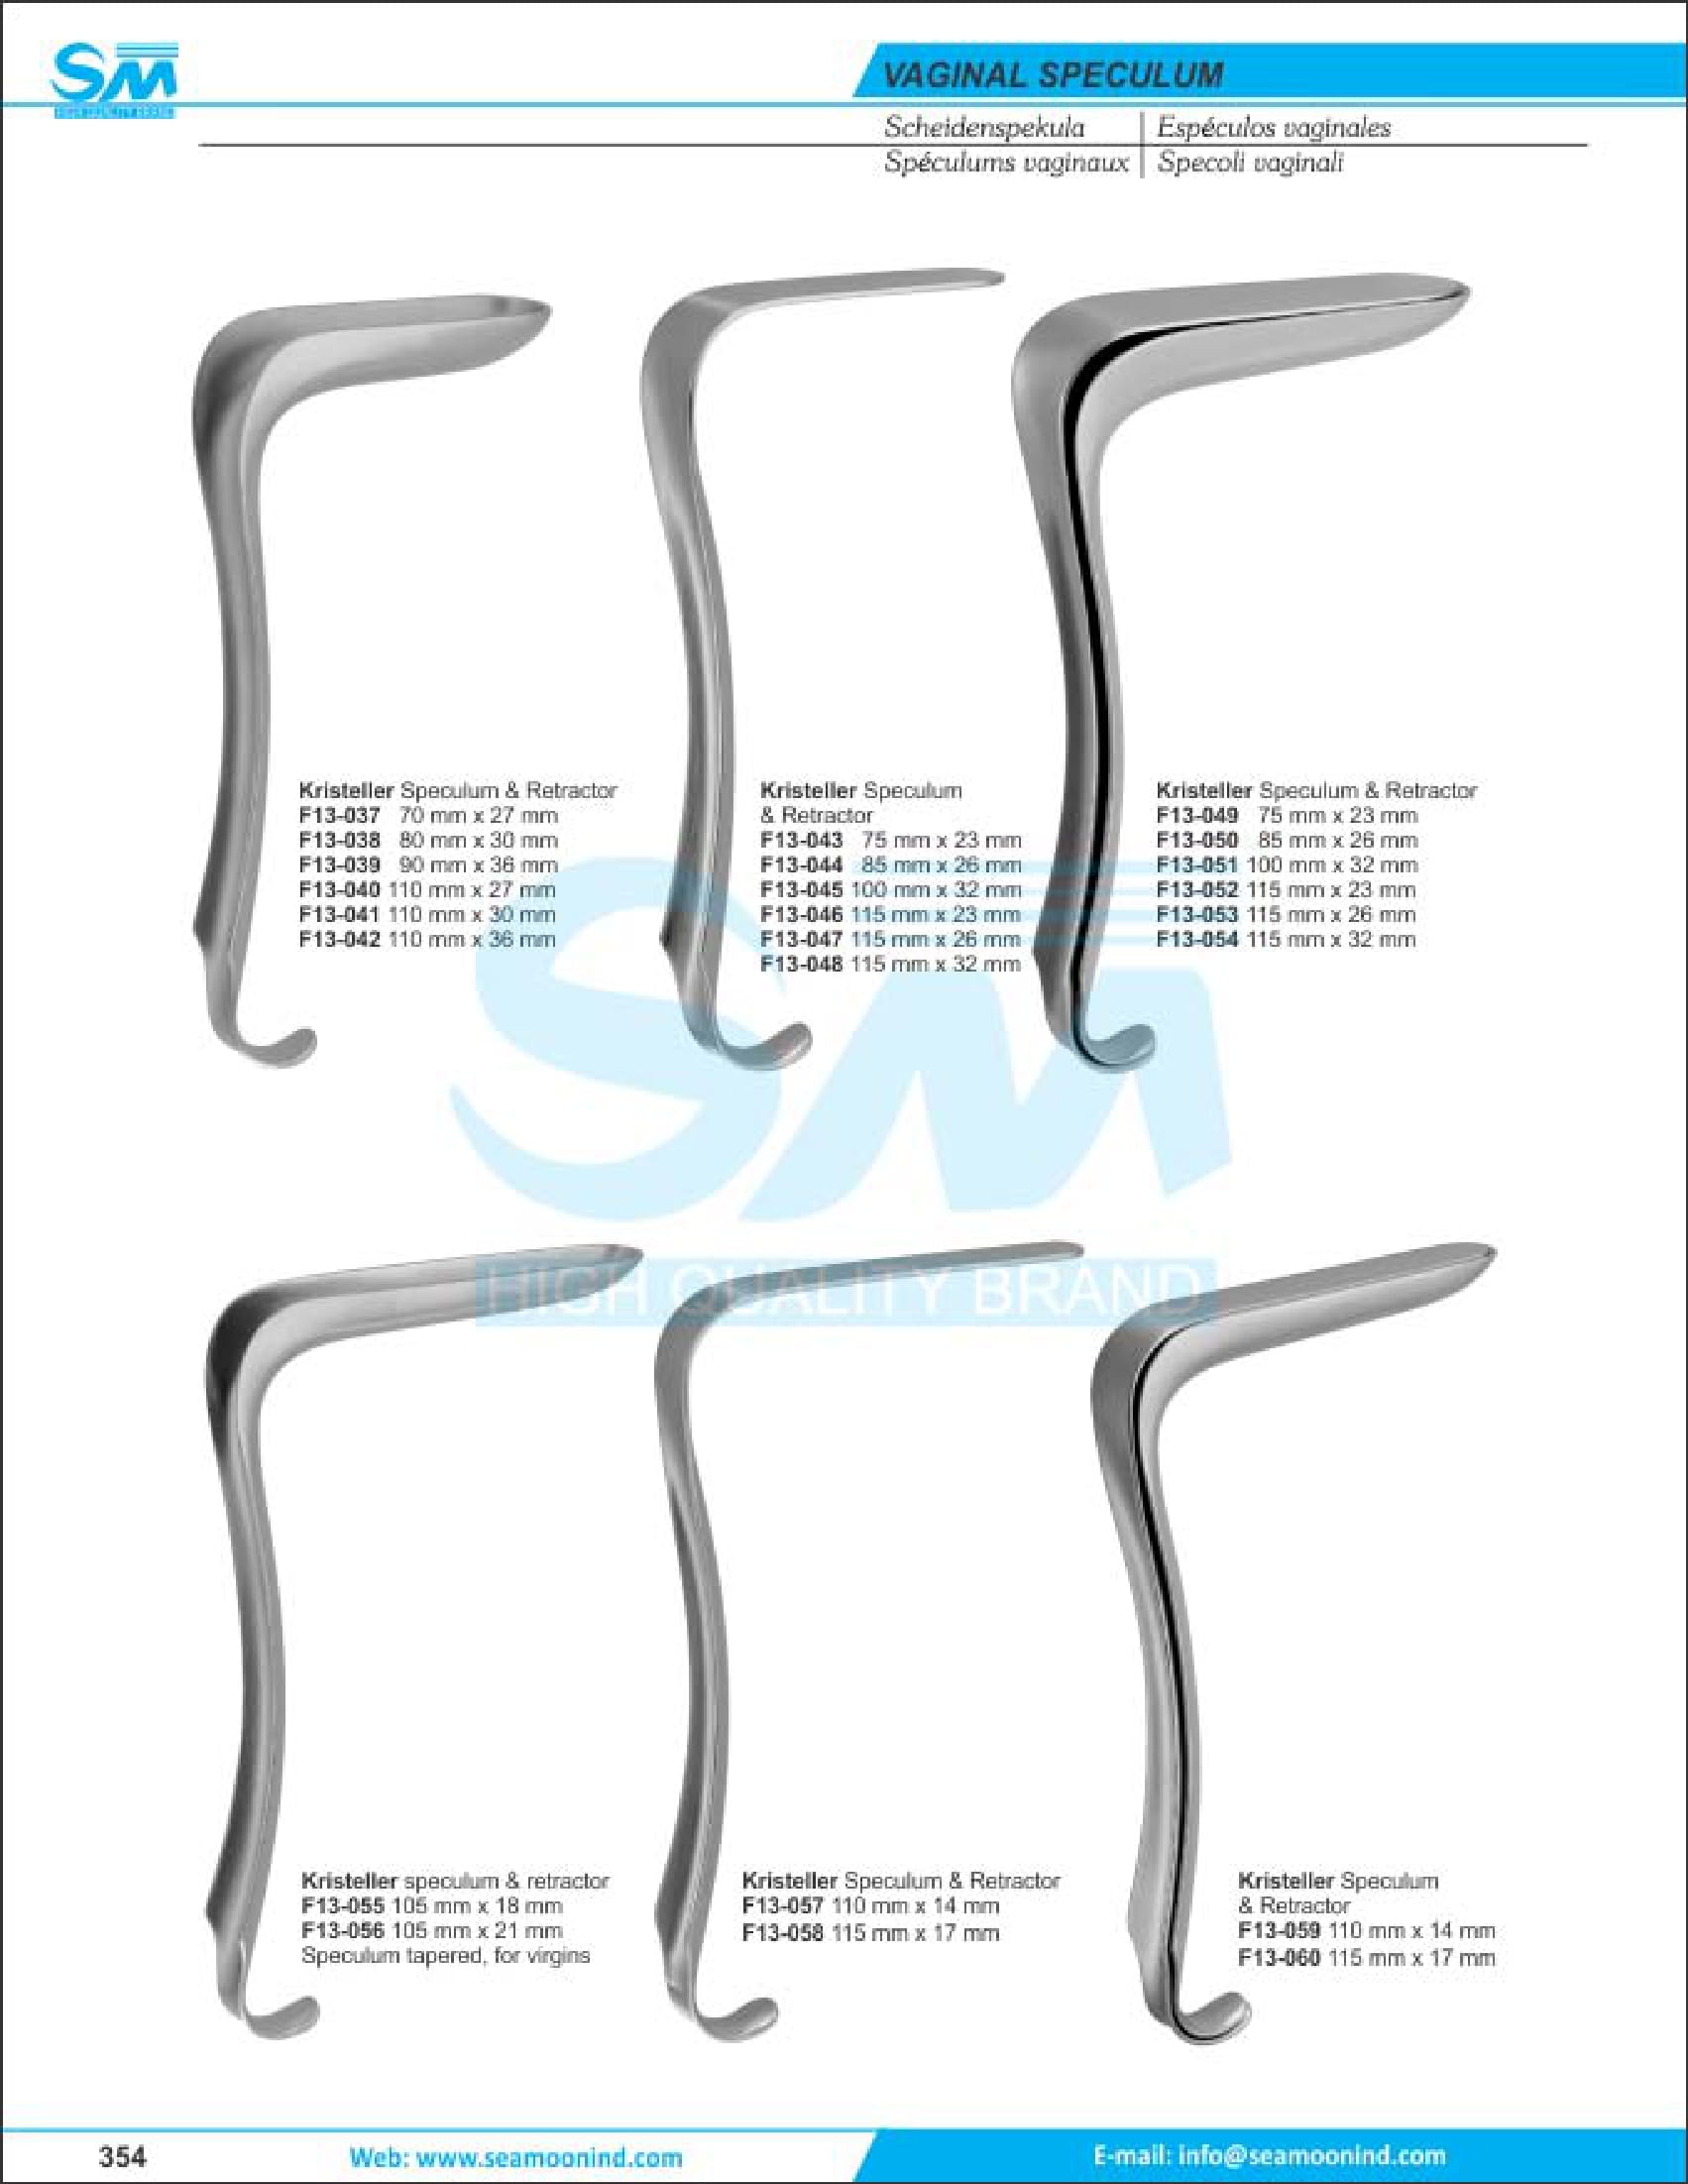 SM
VAGINAL SPECULUM
Scheidenspekula
Espéculos vaginales
Spéculums vaginaux
Specoli vaginali
Kristeller Speculum & Retractor
F13-037 70 mm x 27 mm
F13-038 80 mm x 30 mm
F13-039 90 mm x 36 mm
F13-040 110 mm x 27 mm
F13-041 110 mm x 30 mm
F13-042 110 mm x 36 mm
Kristeller Speculum
& Retractor
F13-043 75 mm x 23 mm
F13-044 85 mm x 26 mm
F13-045 100 mm x 32 mm
F13-046 115 mm x 23 mm
F13-047 115 mm x 26 mm
F13-048 115 mm x 32 mm
Kristeller Speculum & Retractor
F13-049 75 mm x 23 mm
F13-050 85 mm x 26 mm
F13-051 100 mm x 32 mm
F13-052 115 mm x 23 mm
F13-053 115 mm x 26 mm
F13-054 115 mm x 32 mm
SM
HIGH QUALITY BRAND
Kristeller speculum & retractor
F13-055 105 mm x 18 mm
F13-056 105 mm x 21 mm
Speculum tapered, for virgins
Kristeller Speculum & Retractor
F13-057 110 mm x 14 mm
F13-058 115 mm x 17 mm
Kristeller Speculum
& Retractor
F13-059 110 mm x 14 mm
F13-060 115 mm x 17 mm
354
Web: www.seamoonind.com
E-mail: info@seamoonind.com